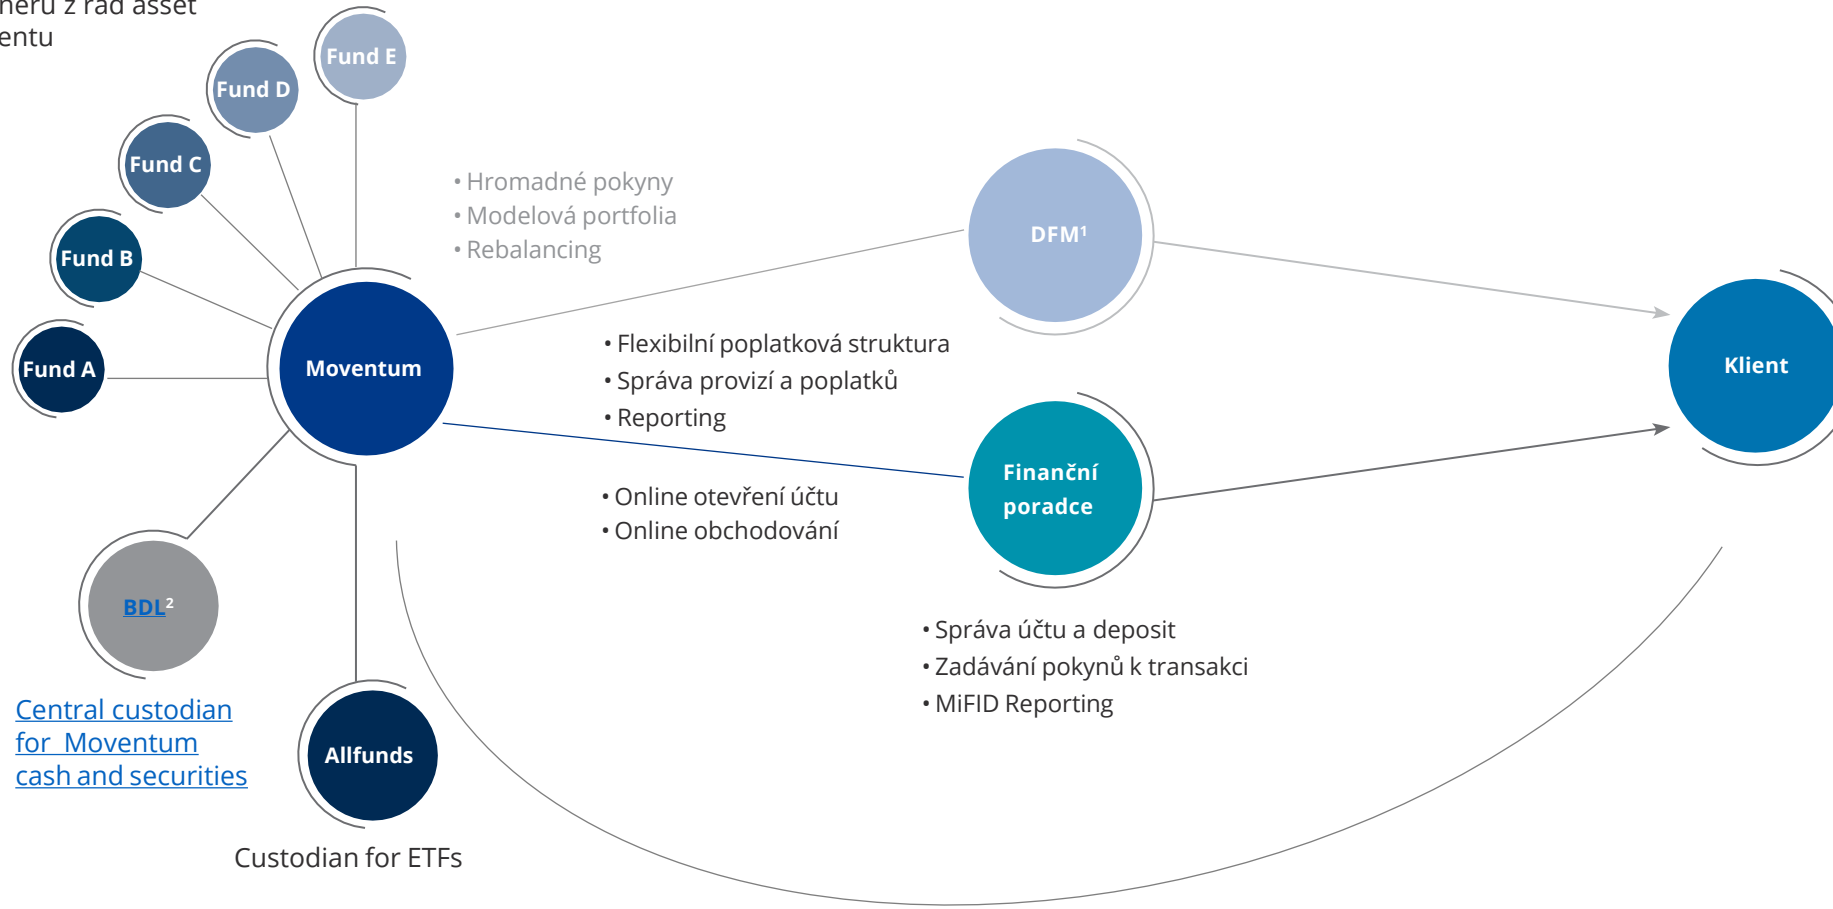 z řad asset
Fund E
Fund D
Fund C
Fund B
Fund A
Moventum
• Hromadné pokyny
• Modelová portfolia
• Rebalancing
DFM¹
• Flexibilní poplatková struktura
• Správa provizí a poplatků
• Reporting
Klient
Finanční
poradce
• Online otevření účtu
• Online obchodování
BDL²
• Správa účtu a deposit
• Zadávání pokynů k transakci
• MiFID Reporting
Central custodian
for Moventum
cash and securities
Allfunds
Custodian for ETFs